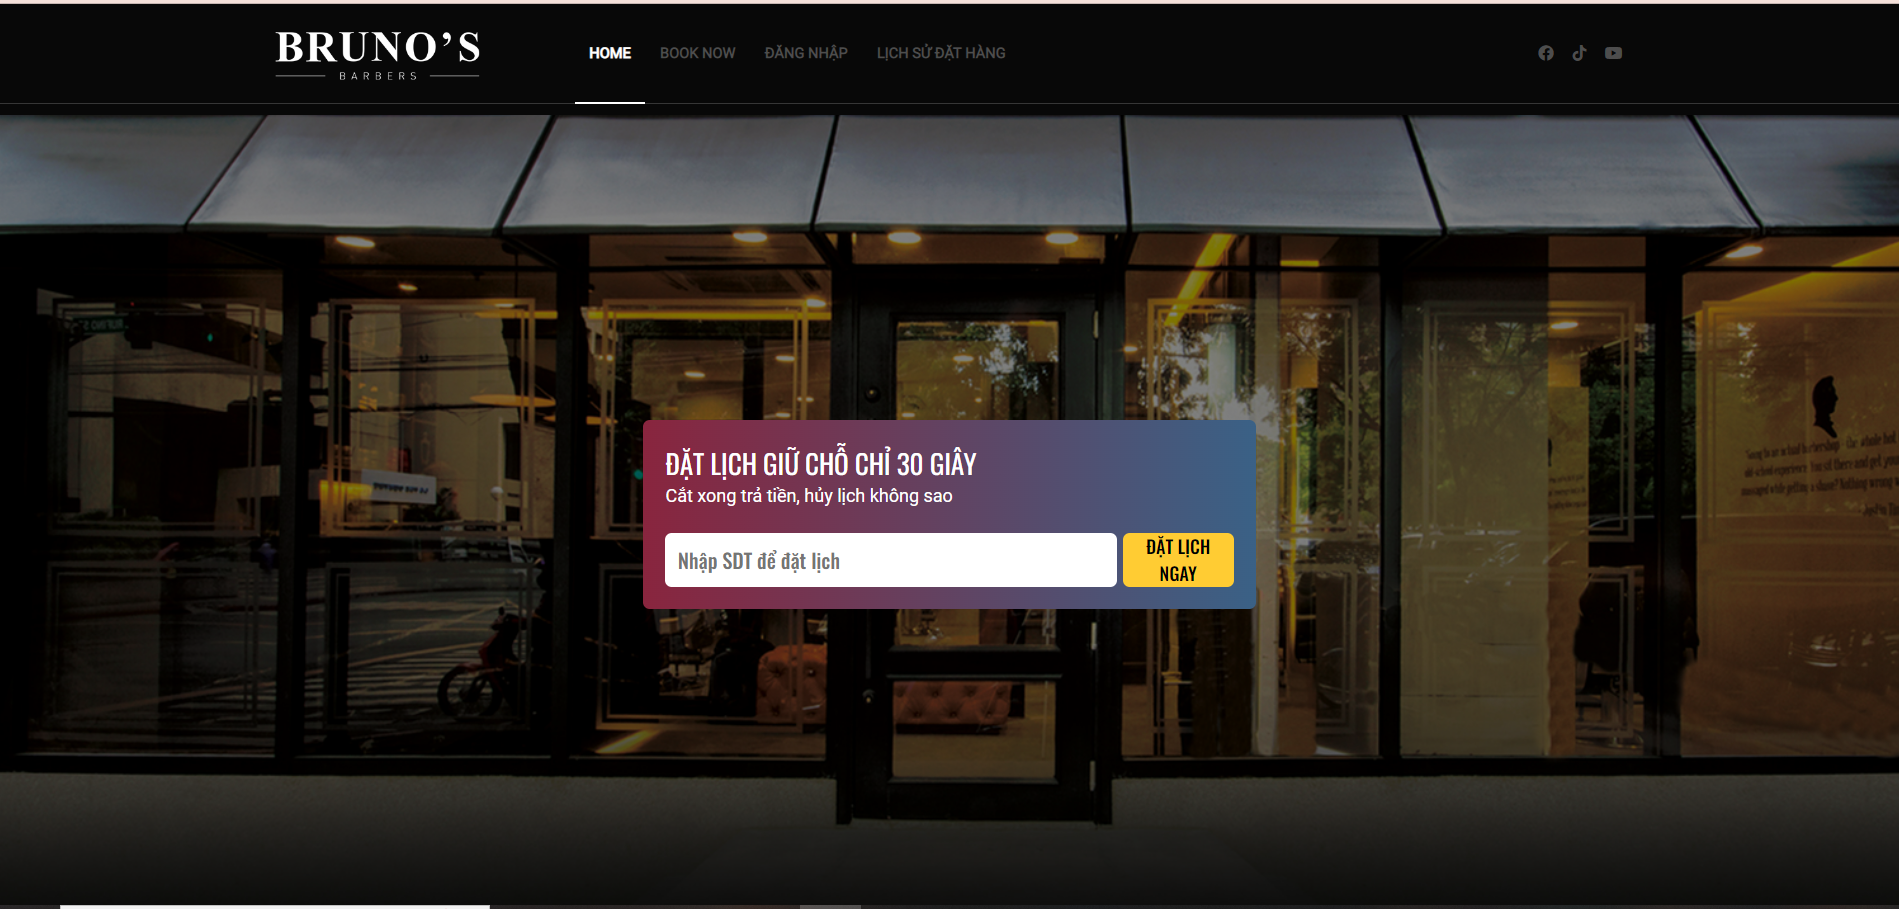 BRUNO'S
BARBERS
HOME
BOOK NOW
ĐĂNG NHẬP
LỊCH SỬ ĐẶT HÀNG
ĐẶT LỊCH GIỮ CHỖ CHỈ 30 GIÂY
Cắt xong trả tiền, hủy lịch không sao
Nhập SDT để đặt lịch
ĐẶT LỊCH
NGAY